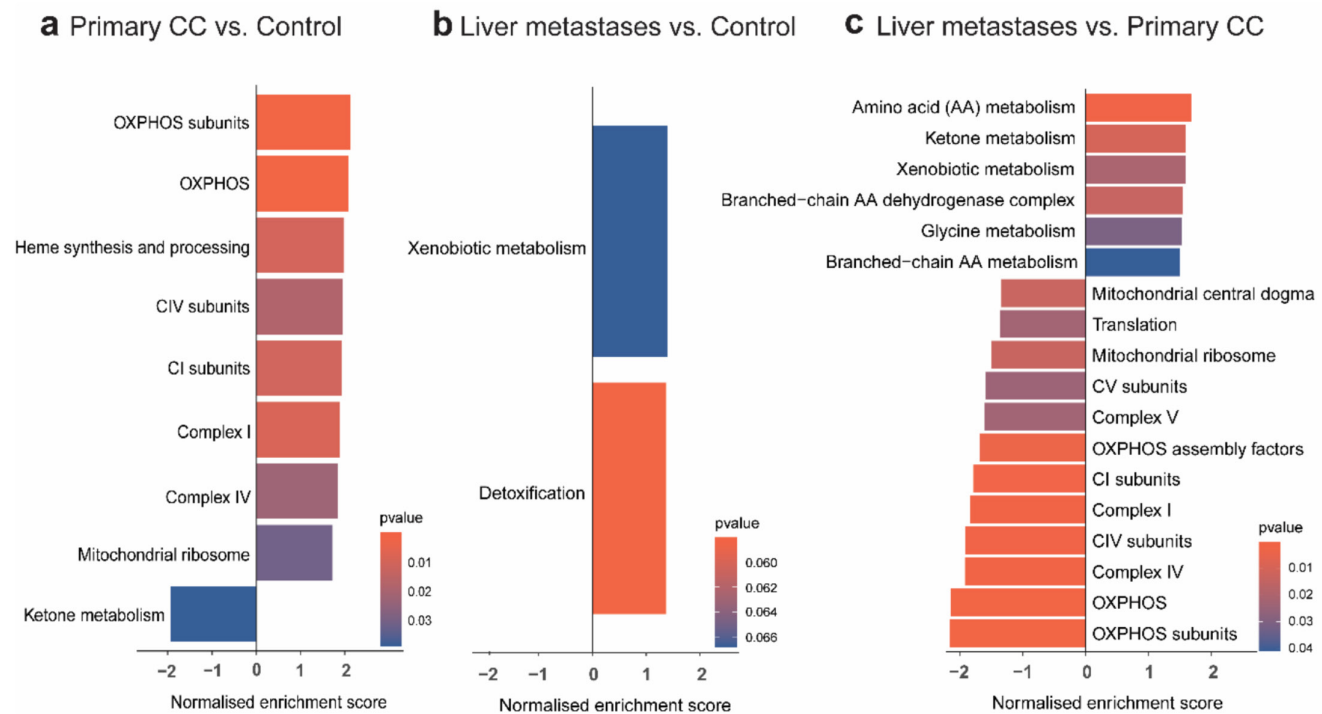 a Primary CC vs. Control
OXPHOS subunits
OXPHOS
Heme synthesis and processing
CIV subunits
CI subunits
Complex I
Complex IV
Mitochondrial ribosome
Ketone metabolism
pvalue
0.01
0.02
0.03
−2 −1 0 1 2
Normalised enrichment score
b Liver metastases vs. Control
Xenobiotic metabolism
Detoxification
pvalue
0.060
0.062
0.064
0.066
−2 −1 0 1 2
Normalised enrichment score
c Liver metastases vs. Primary CC
Amino acid (AA) metabolism
Ketone metabolism
Xenobiotic metabolism
Branched−chain AA dehydrogenase complex
Glycine metabolism
Branched−chain AA metabolism
Mitochondrial central dogma
Translation
Mitochondrial ribosome
CV subunits
Complex V
OXPHOS assembly factors
CI subunits
Complex I
CIV subunits
Complex IV
OXPHOS
OXPHOS subunits
pvalue
0.01
0.02
0.03
0.04
−2 −1 0 1 2
Normalised enrichment score